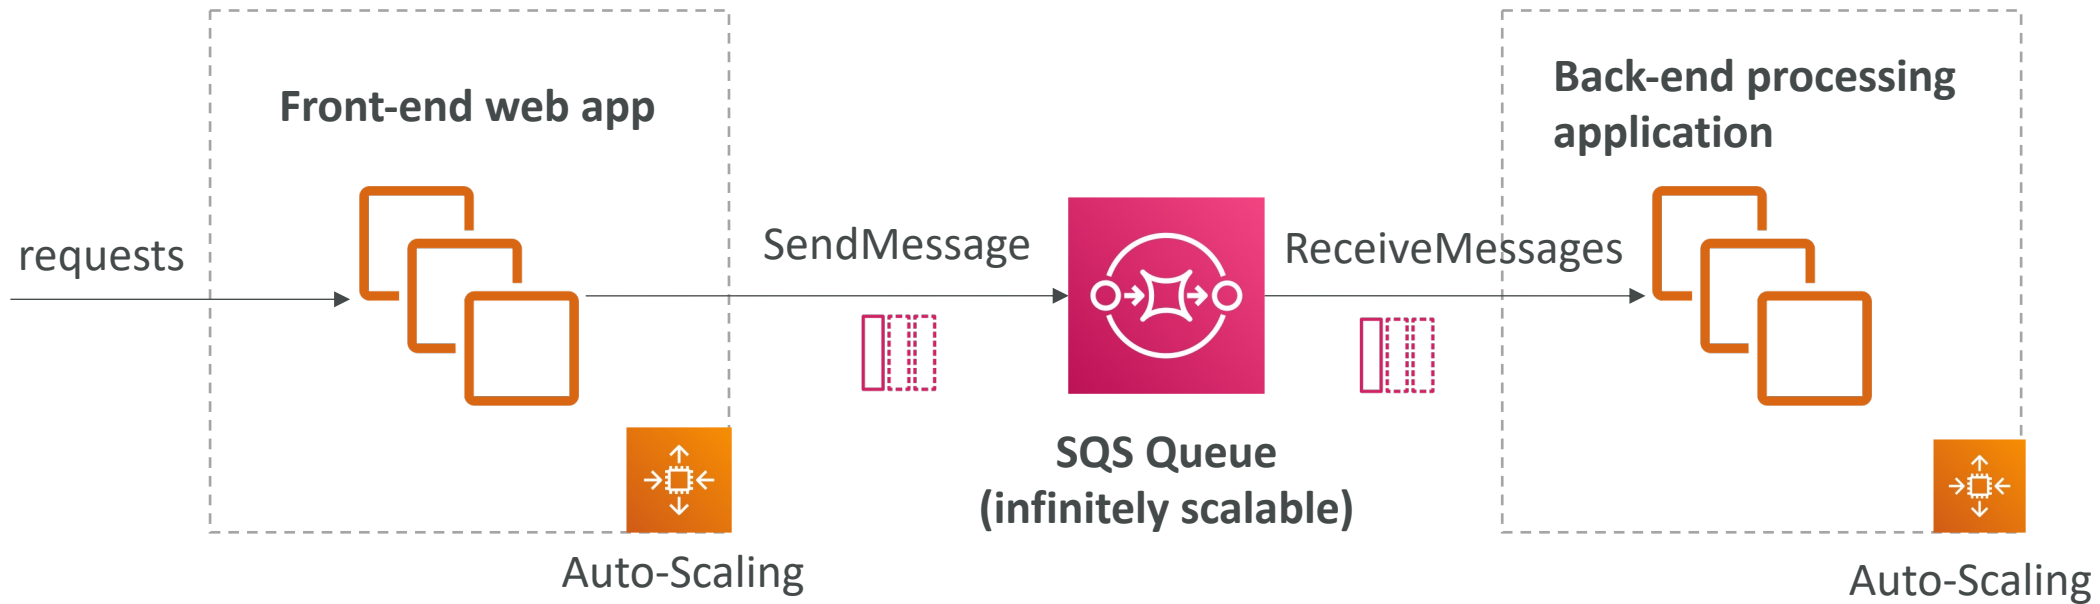 requests
Front-end web app
Auto-Scaling
SendMessage
SQS Queue
(infinitely scalable)
ReceiveMessages
Back-end processing
application
Auto-Scaling